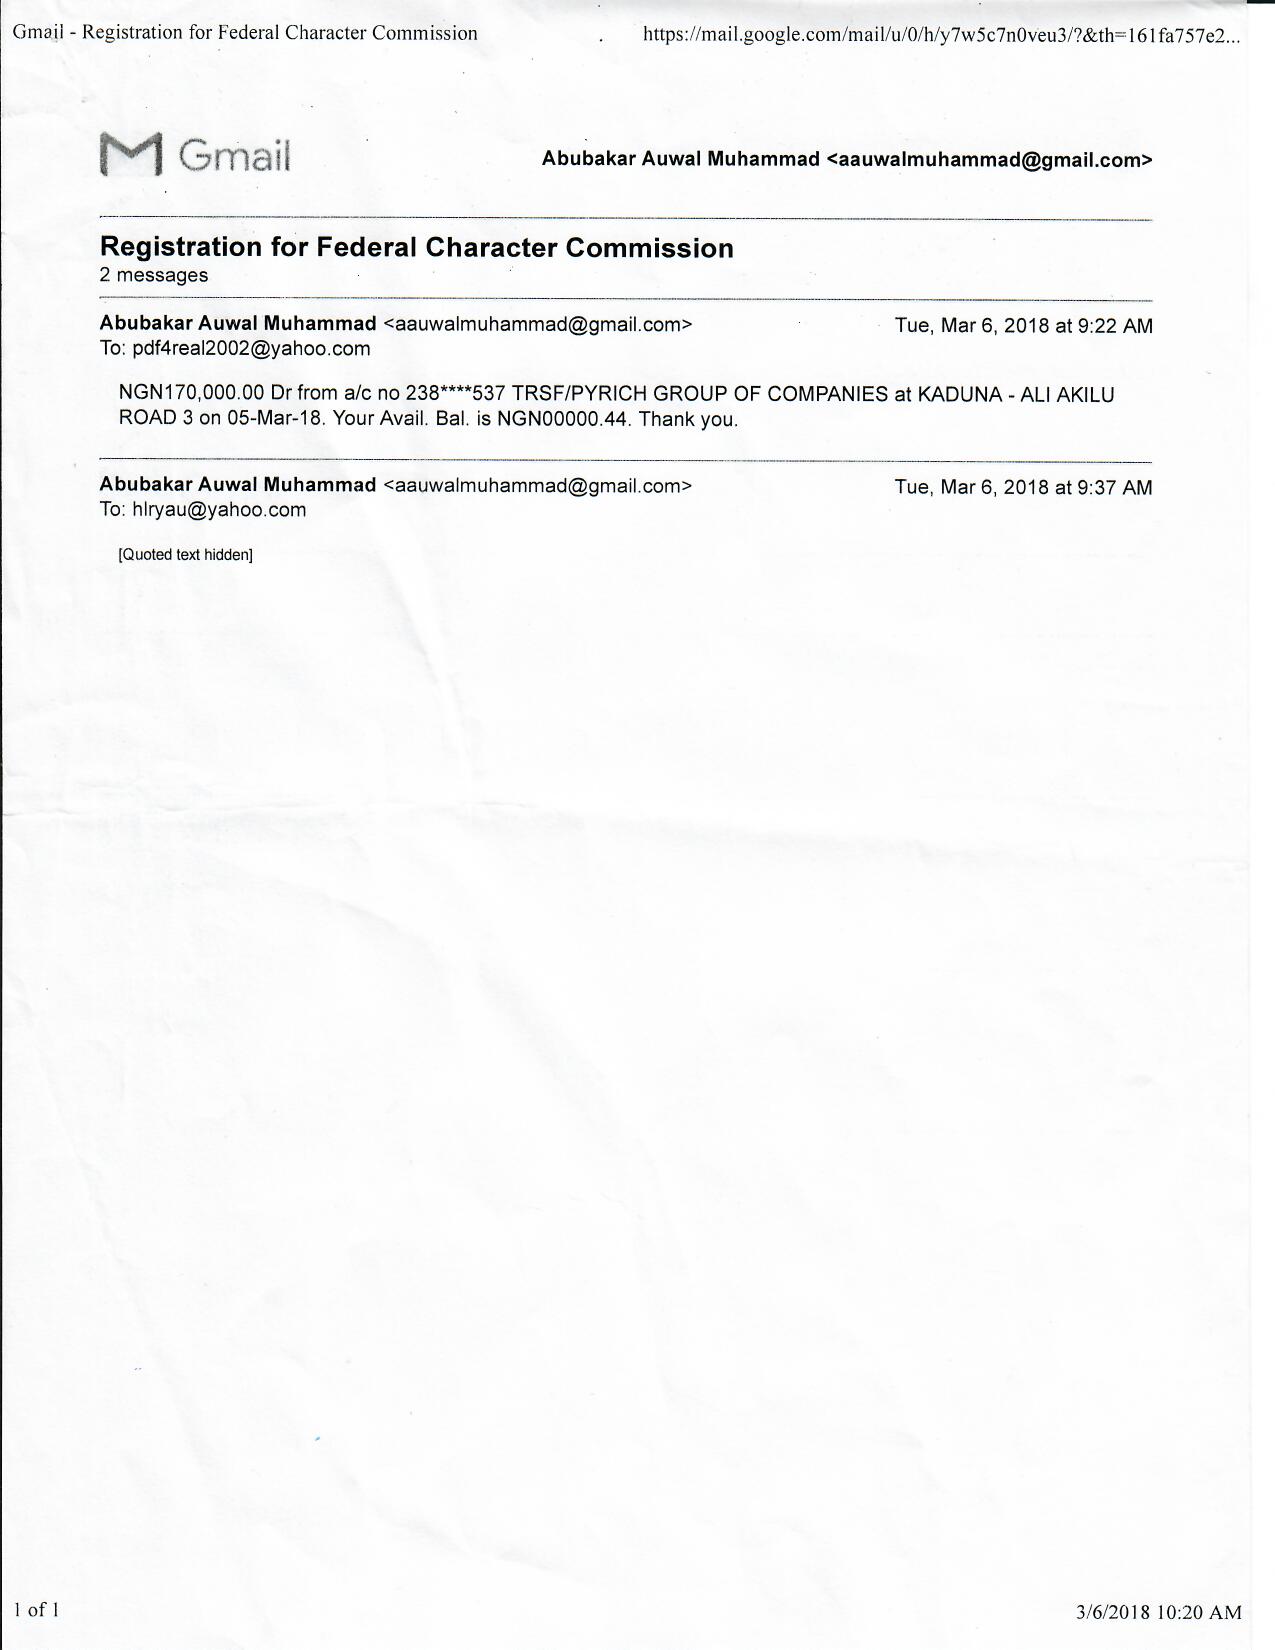 Gmail - Registration for Federal Character Commission
https://mail.google.com/mail/u/0/h/y7w5c7n0veu3/?&th=161fa757e2...
Gmail
Abubakar Auwal Muhammad <aauwalmuhammad@gmail.com>
Registration for Federal Character Commission
2 messages
Abubakar Auwal Muhammad <aauwalmuhammad@gmail.com>
Tue, Mar 6, 2018 at 9:22 AM
To: pdf4real2002@yahoo.com
NGN170,000.00 Dr from a/c no 238****537 TRSF/PYRICH GROUP OF COMPANIES at KADUNA - ALI AKILU
ROAD 3 on 05-Mar-18. Your Avail. Bal. is NGN00000.44. Thank you.
Abubakar Auwal Muhammad <aauwalmuhammad@gmail.com>
Tue, Mar 6, 2018 at 9:37 AM
To: hlryau@yahoo.com
[Quoted text hidden]
1 of 1
3/6/2018 10:20 AM